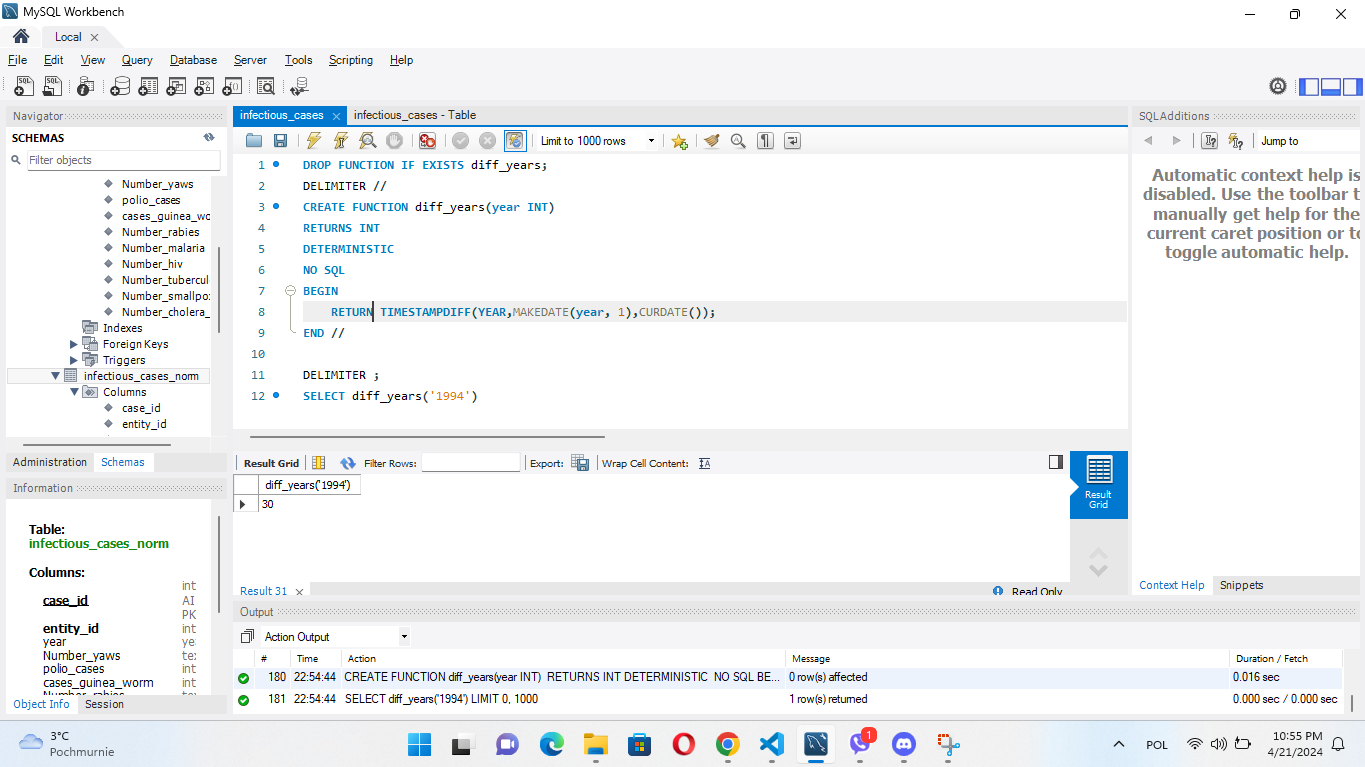 MySQL Workbench
Local
File Edit View Query Database Server Tools Scripting Help
Navigator
SCHEMAS
Filter objects
Number_yaws
polio_cases
cases_guinea_wo
Number_rabies
Number_malaria
Number_hiv
Number_tubercul
Number_smallpo
Number_cholera_
Indexes
Foreign Keys
Triggers
infectious_cases_norm
Columns
case_id
entity_id
Administration Schemas
Information
Table:
infectious_cases_norm
Columns:
int
case_id AI
PK
entity_id int
year
Number_yaws
polio_cases int
cases_guinea_worm int
Number_rabies
Object Info Session
infectious_cases infectious_cases - Table
Limit to 1000 rows
1 DROP FUNCTION IF EXISTS diff_years;
2 DELIMITER //
3 CREATE FUNCTION diff_years(year INT)
4 RETURNS INT
5 DETERMINISTIC
6 NO SQL
7 BEGIN
8 RETURN TIMESTAMPDIFF(YEAR,MAKEDATE(year, 1),CURDATE());
9 END //
10
11 DELIMITER ;
12 SELECT diff_years('1994')
Result Grid Filter Rows: Export: Wrap Cell Content:
diff_years('1994')
30
Result Grid
Result 31 Read Only
Output
Action Output
# Time Action Message Duration / Fetch
180 22:54:44 CREATE FUNCTION diff_years(year INT) RETURNS INT DETERMINISTIC NO SQL BE... 0 row(s) affected 0.016 sec
181 22:54:44 SELECT diff_years('1994') LIMIT 0, 1000 1 row(s) returned 0.000 sec / 0.000 sec
SQLAdditions
Jump to
Automatic context help is
disabled. Use the toolbar t
manually get help for the
current caret position or to
toggle automatic help.
Context Help Snippets
3°C
Pochmurnie
1
POL
10:55 PM
4/21/2024